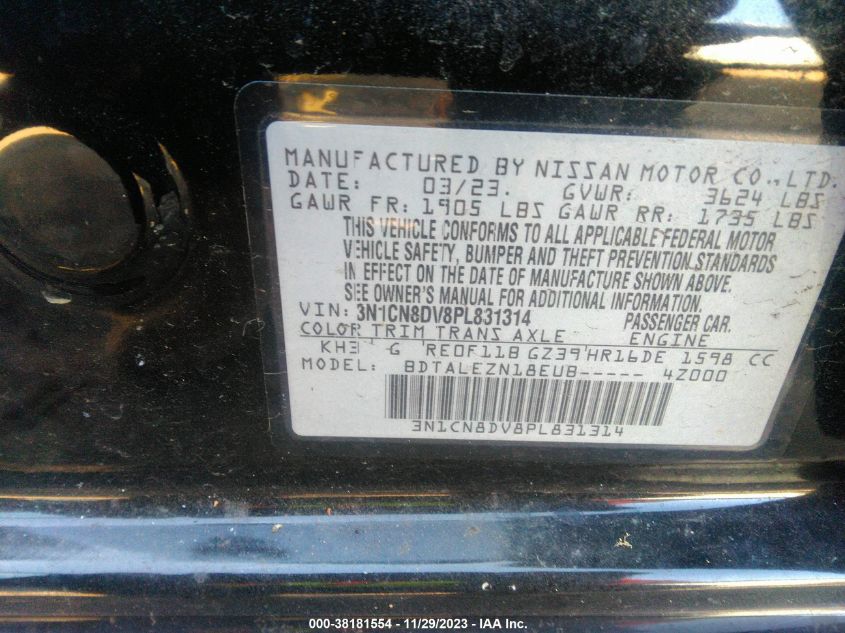 MANUFACTURED BY NISSAN MOTOR CO., LTD.
DATE: 03/23. GVWR: 3624 LBS
GAWR FR: 1905 LBS GAWR RR: 1735 LBS
THIS VEHICLE CONFORMS TO ALL APPLICABLE FEDERAL MOTOR
VEHICLE SAFETY, BUMPER AND THEFT PREVENTION STANDARDS
IN EFFECT ON THE DATE OF MANUFACTURE SHOWN ABOVE.
SEE OWNER'S MANUAL FOR ADDITIONAL INFORMATION.
VIN: 3N1CN8DV8PL831314 PASSENGER CAR.
COLOR TRIM TRANS AXLE ENGINE
KH3 G RE0F11B GZ39 HR16DE 1598 CC
MODEL: BDTALEZN18EUB----- 4Z000
3N1CN8DV8PL831314
000-38181554 - 11/29/2023 - IAA Inc.